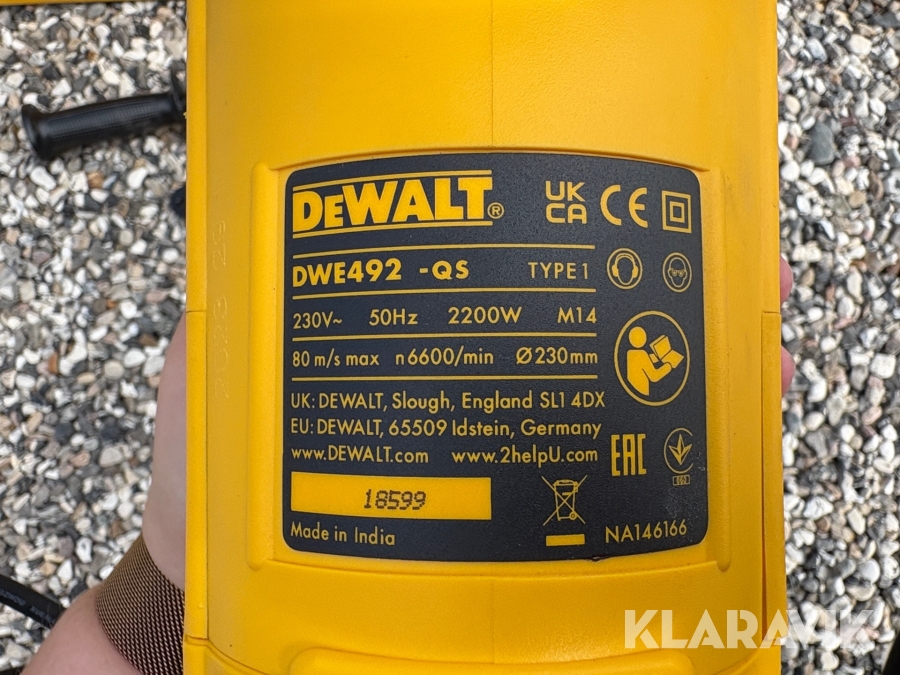 DEWALT®
UK CA CE
DWE492 -QS TYPE 1
230V~ 50Hz 2200W M14
80 m/s max n 6600/min Ø 230mm
UK: DEWALT, Slough, England SL1 4DX
EU: DEWALT, 65509 Idstein, Germany
www.DEWALT.com www.2helpU.com
EAC
18599
Made in India
NA146166
KLARAVIK